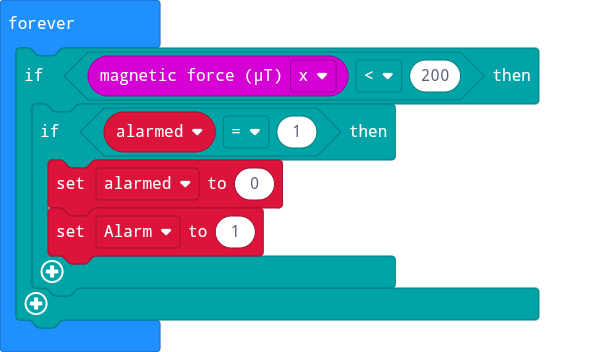 forever
if magnetic force (µT) x < 200 then
if alarmed = 1 then
set alarmed to 0
set Alarm to 1